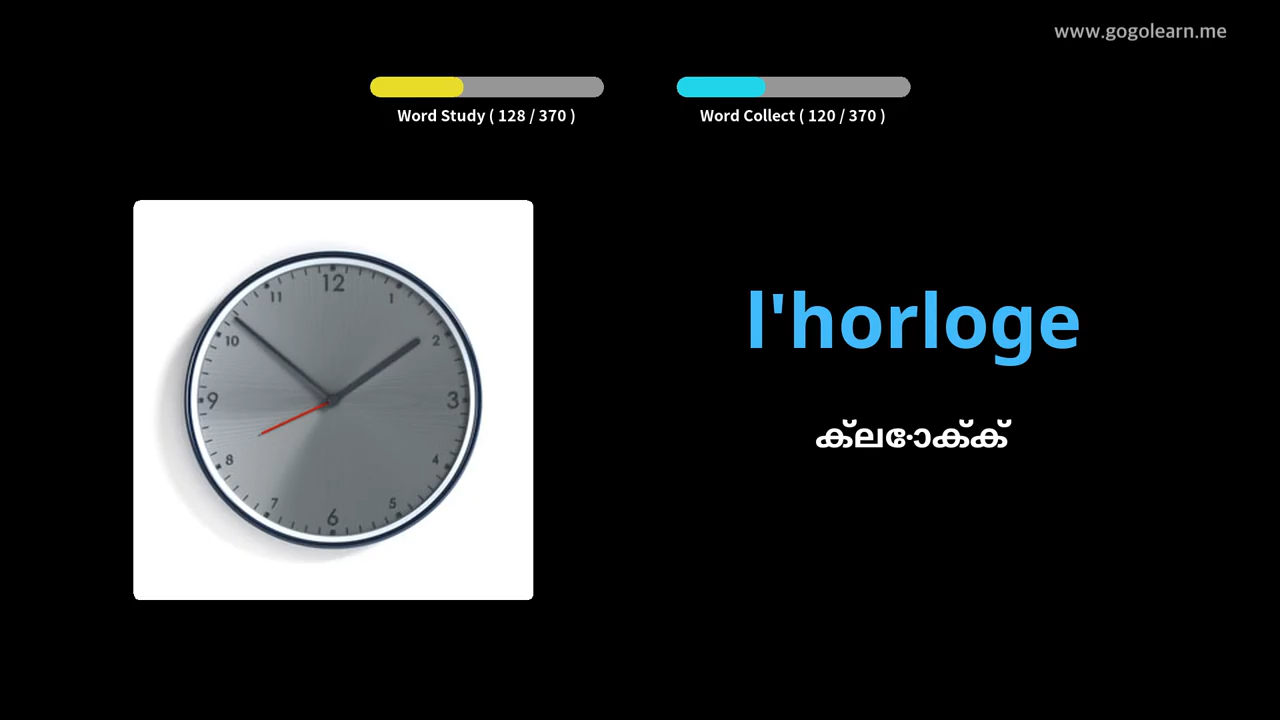 www.gogolearn.me
Word Study ( 128 / 370 )
Word Collect ( 120 / 370 )
12
11
1
10
2
9
3
8
4
7
5
6
l'horloge
ക്ലോക്ക്